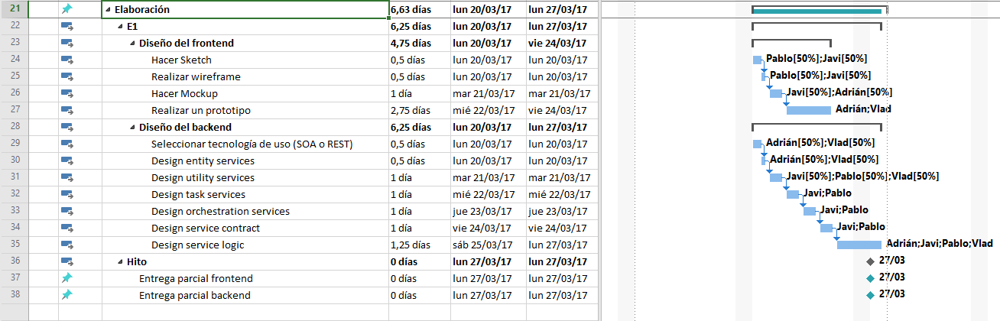 21 Elaboración 6,63 días lun 20/03/17 lun 27/03/17
22 E1 6,25 días lun 20/03/17 lun 27/03/17
23 Diseño del frontend 4,75 días lun 20/03/17 vie 24/03/17
24 Hacer Sketch 0,5 días lun 20/03/17 lun 20/03/17 Pablo[50%];Javi[50%]
25 Realizar wireframe 0,5 días lun 20/03/17 lun 20/03/17 Pablo[50%];Javi[50%]
26 Hacer Mockup 1 día mar 21/03/17 mar 21/03/17 Javi[50%];Adrián[50%]
27 Realizar un prototipo 2,75 días mié 22/03/17 vie 24/03/17 Adrián;Vlad
28 Diseño del backend 6,25 días lun 20/03/17 lun 27/03/17
29 Seleccionar tecnología de uso (SOA o REST) 0,5 días lun 20/03/17 lun 20/03/17 Adrián[50%];Vlad[50%]
30 Design entity services 0,5 días lun 20/03/17 lun 20/03/17 Adrián[50%];Vlad[50%]
31 Design utility services 1 día mar 21/03/17 mar 21/03/17 Javi[50%];Pablo[50%];Vlad[50%]
32 Design task services 1 día mié 22/03/17 mié 22/03/17 Javi;Pablo
33 Design orchestration services 1 día jue 23/03/17 jue 23/03/17 Javi;Pablo
34 Design service contract 1 día vie 24/03/17 vie 24/03/17 Javi;Pablo
35 Design service logic 1,25 días sáb 25/03/17 lun 27/03/17 Adrián;Javi;Pablo;Vlad
36 Hito 0 días lun 27/03/17 lun 27/03/17 27/03
37 Entrega parcial frontend 0 días lun 27/03/17 lun 27/03/17 27/03
38 Entrega parcial backend 0 días lun 27/03/17 lun 27/03/17 27/03